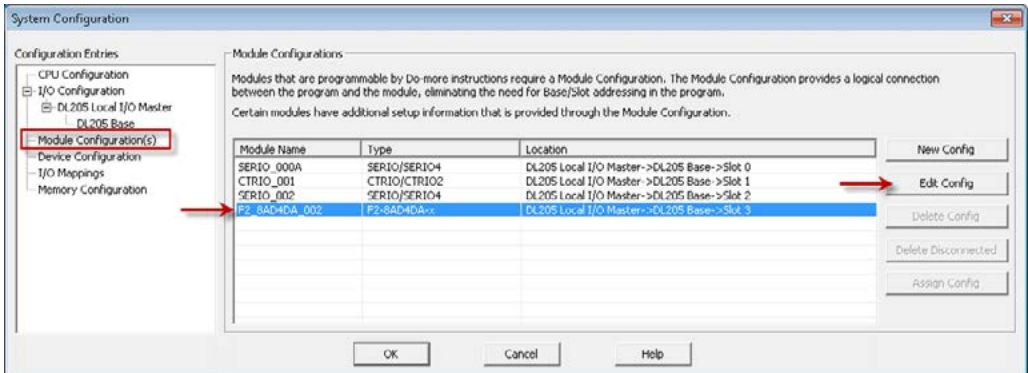 System Configuration
Configuration Entries
CPU Configuration
I/O Configuration
DL205 Local I/O Master
DL205 Base
Module Configuration(s)
Device Configuration
I/O Mappings
Memory Configuration
Module Configurations
Modules that are programmable by Do-more instructions require a Module Configuration. The Module Configuration provides a logical connection
between the program and the module, eliminating the need for Base/Slot addressing in the program.
Certain modules have additional setup information that is provided through the Module Configuration.
Module Name Type Location
SERIO_000A SERIO/SERIO4 DL205 Local I/O Master->DL205 Base->Slot 0
CTRIO_001 CTRIO/CTRIO2 DL205 Local I/O Master->DL205 Base->Slot 1
SERIO_002 SERIO/SERIO4 DL205 Local I/O Master->DL205 Base->Slot 2
F2_8AD4DA_002 F2-8AD4DA-x DL205 Local I/O Master->DL205 Base->Slot 3
New Config
Edit Config
Delete Config
Delete Disconnected
Assign Config
OK Cancel Help